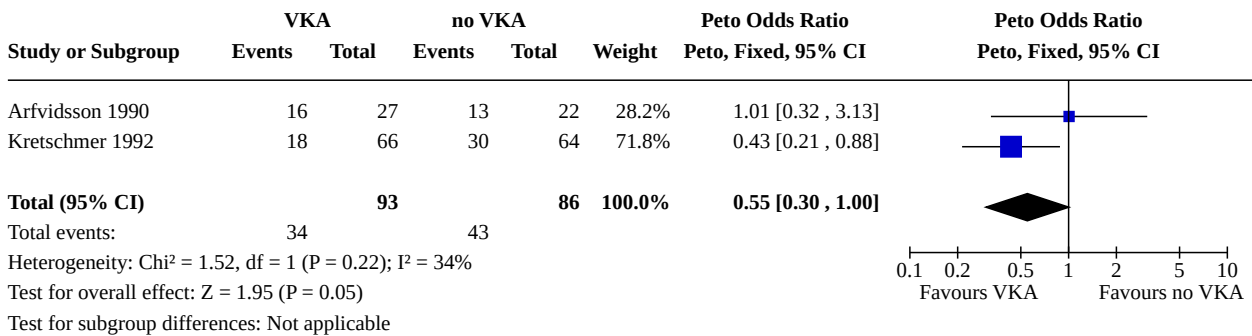 VKA no VKA Peto Odds Ratio Peto Odds Ratio
Study or Subgroup Events Total Events Total Weight Peto, Fixed, 95% CI Peto, Fixed, 95% CI
Arfvidsson 1990 16 27 13 22 28.2% 1.01 [0.32 , 3.13]
Kretschmer 1992 18 66 30 64 71.8% 0.43 [0.21 , 0.88]
Total (95% CI) 93 86 100.0% 0.55 [0.30 , 1.00]
Total events: 34 43
Heterogeneity: Chi² = 1.52, df = 1 (P = 0.22); I² = 34%
0.1 0.2 0.5 1 2 5 10
Test for overall effect: Z = 1.95 (P = 0.05)
Favours VKA Favours no VKA
Test for subgroup differences: Not applicable